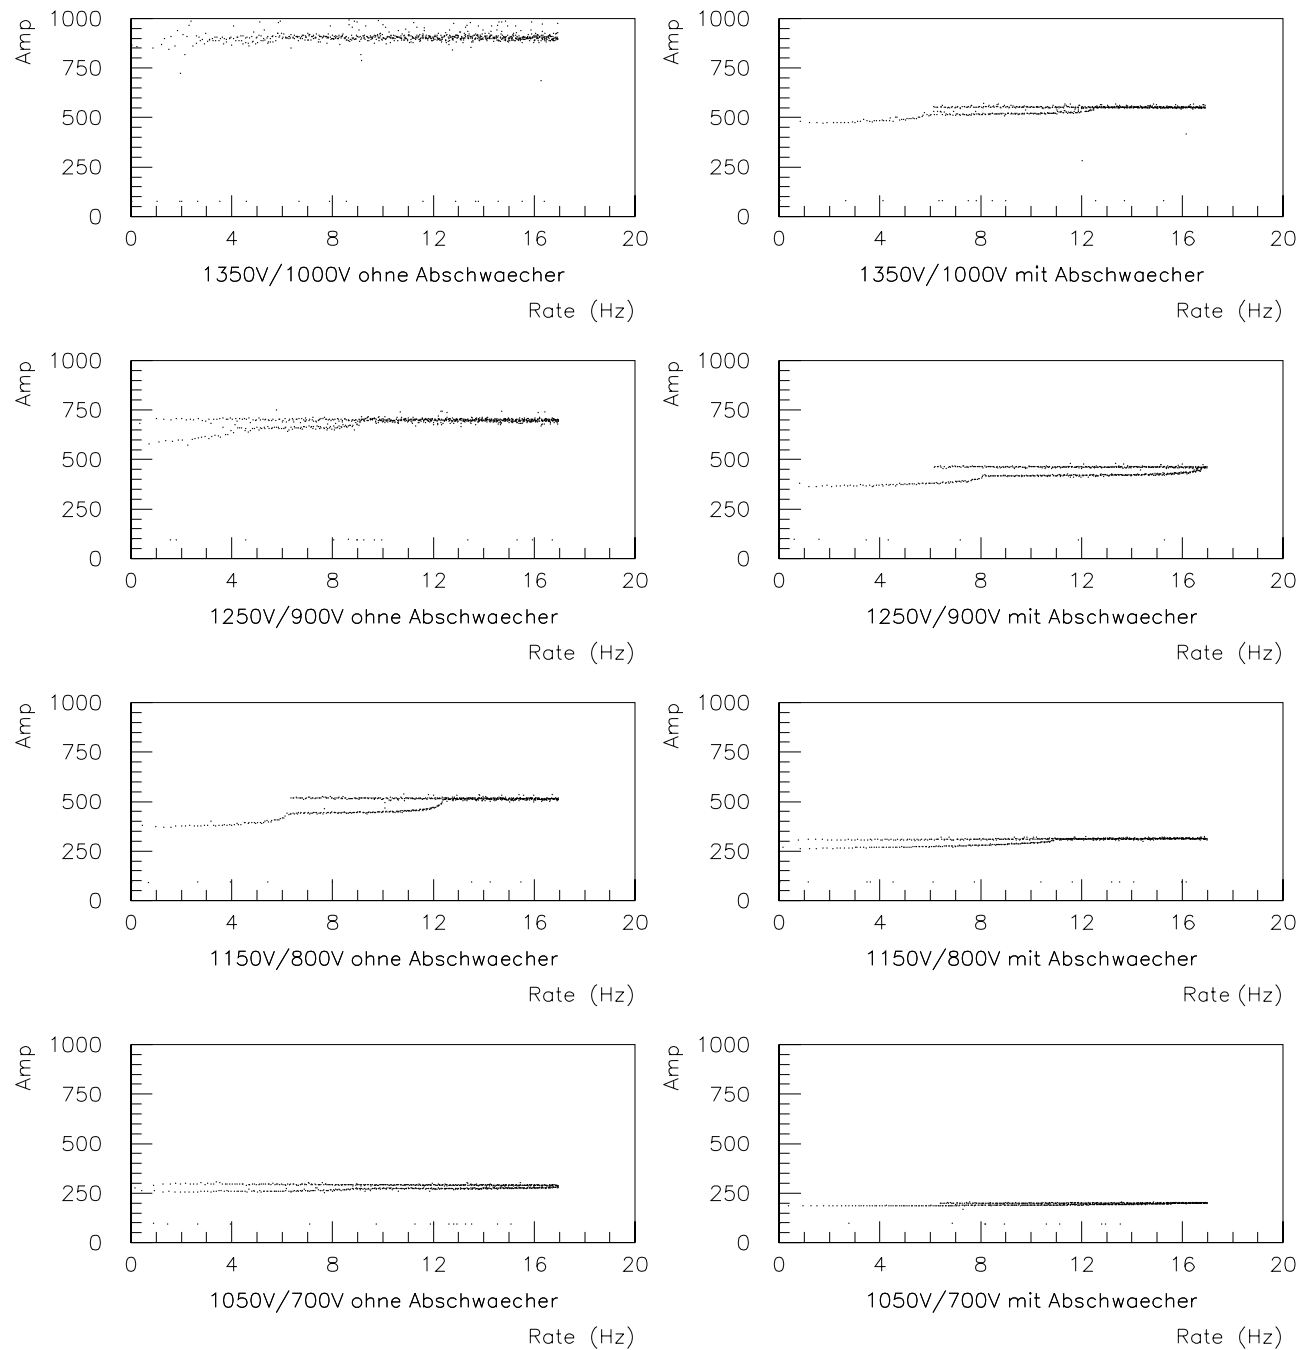 Amp
1000
750
500
250
0
0 4 8 12 16 20
1350V/1000V ohne Abschwaecher
Rate (Hz)
Amp
1000
750
500
250
0
0 4 8 12 16 20
1350V/1000V mit Abschwaecher
Rate (Hz)
Amp
1000
750
500
250
0
0 4 8 12 16 20
1250V/900V ohne Abschwaecher
Rate (Hz)
Amp
1000
750
500
250
0
0 4 8 12 16 20
1250V/900V mit Abschwaecher
Rate (Hz)
Amp
1000
750
500
250
0
0 4 8 12 16 20
1150V/800V ohne Abschwaecher
Rate (Hz)
Amp
1000
750
500
250
0
0 4 8 12 16 20
1150V/800V mit Abschwaecher
Rate (Hz)
Amp
1000
750
500
250
0
0 4 8 12 16 20
1050V/700V ohne Abschwaecher
Rate (Hz)
Amp
1000
750
500
250
0
0 4 8 12 16 20
1050V/700V mit Abschwaecher
Rate (Hz)